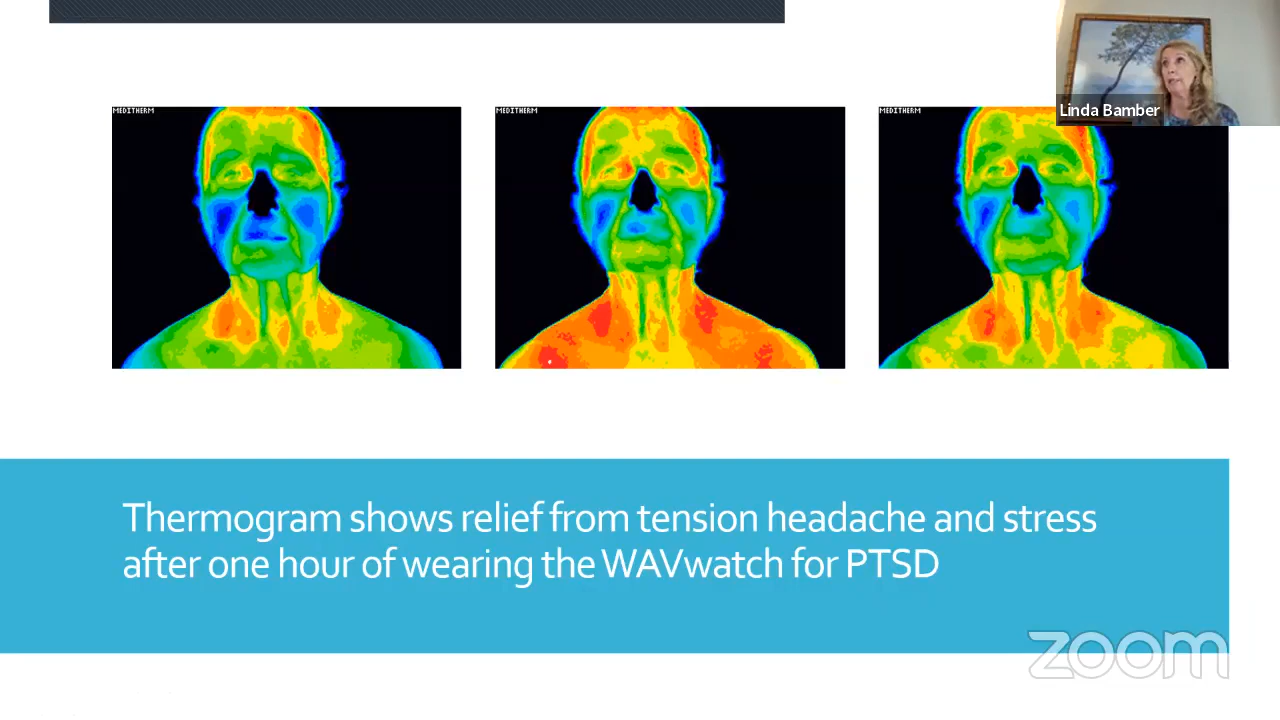 MEDITHERM
MEDITHERM
MEDITHERM
Linda Bamber
Thermogram shows relief from tension headache and stress
after one hour of wearing the WAVwatch for PTSD
zoom